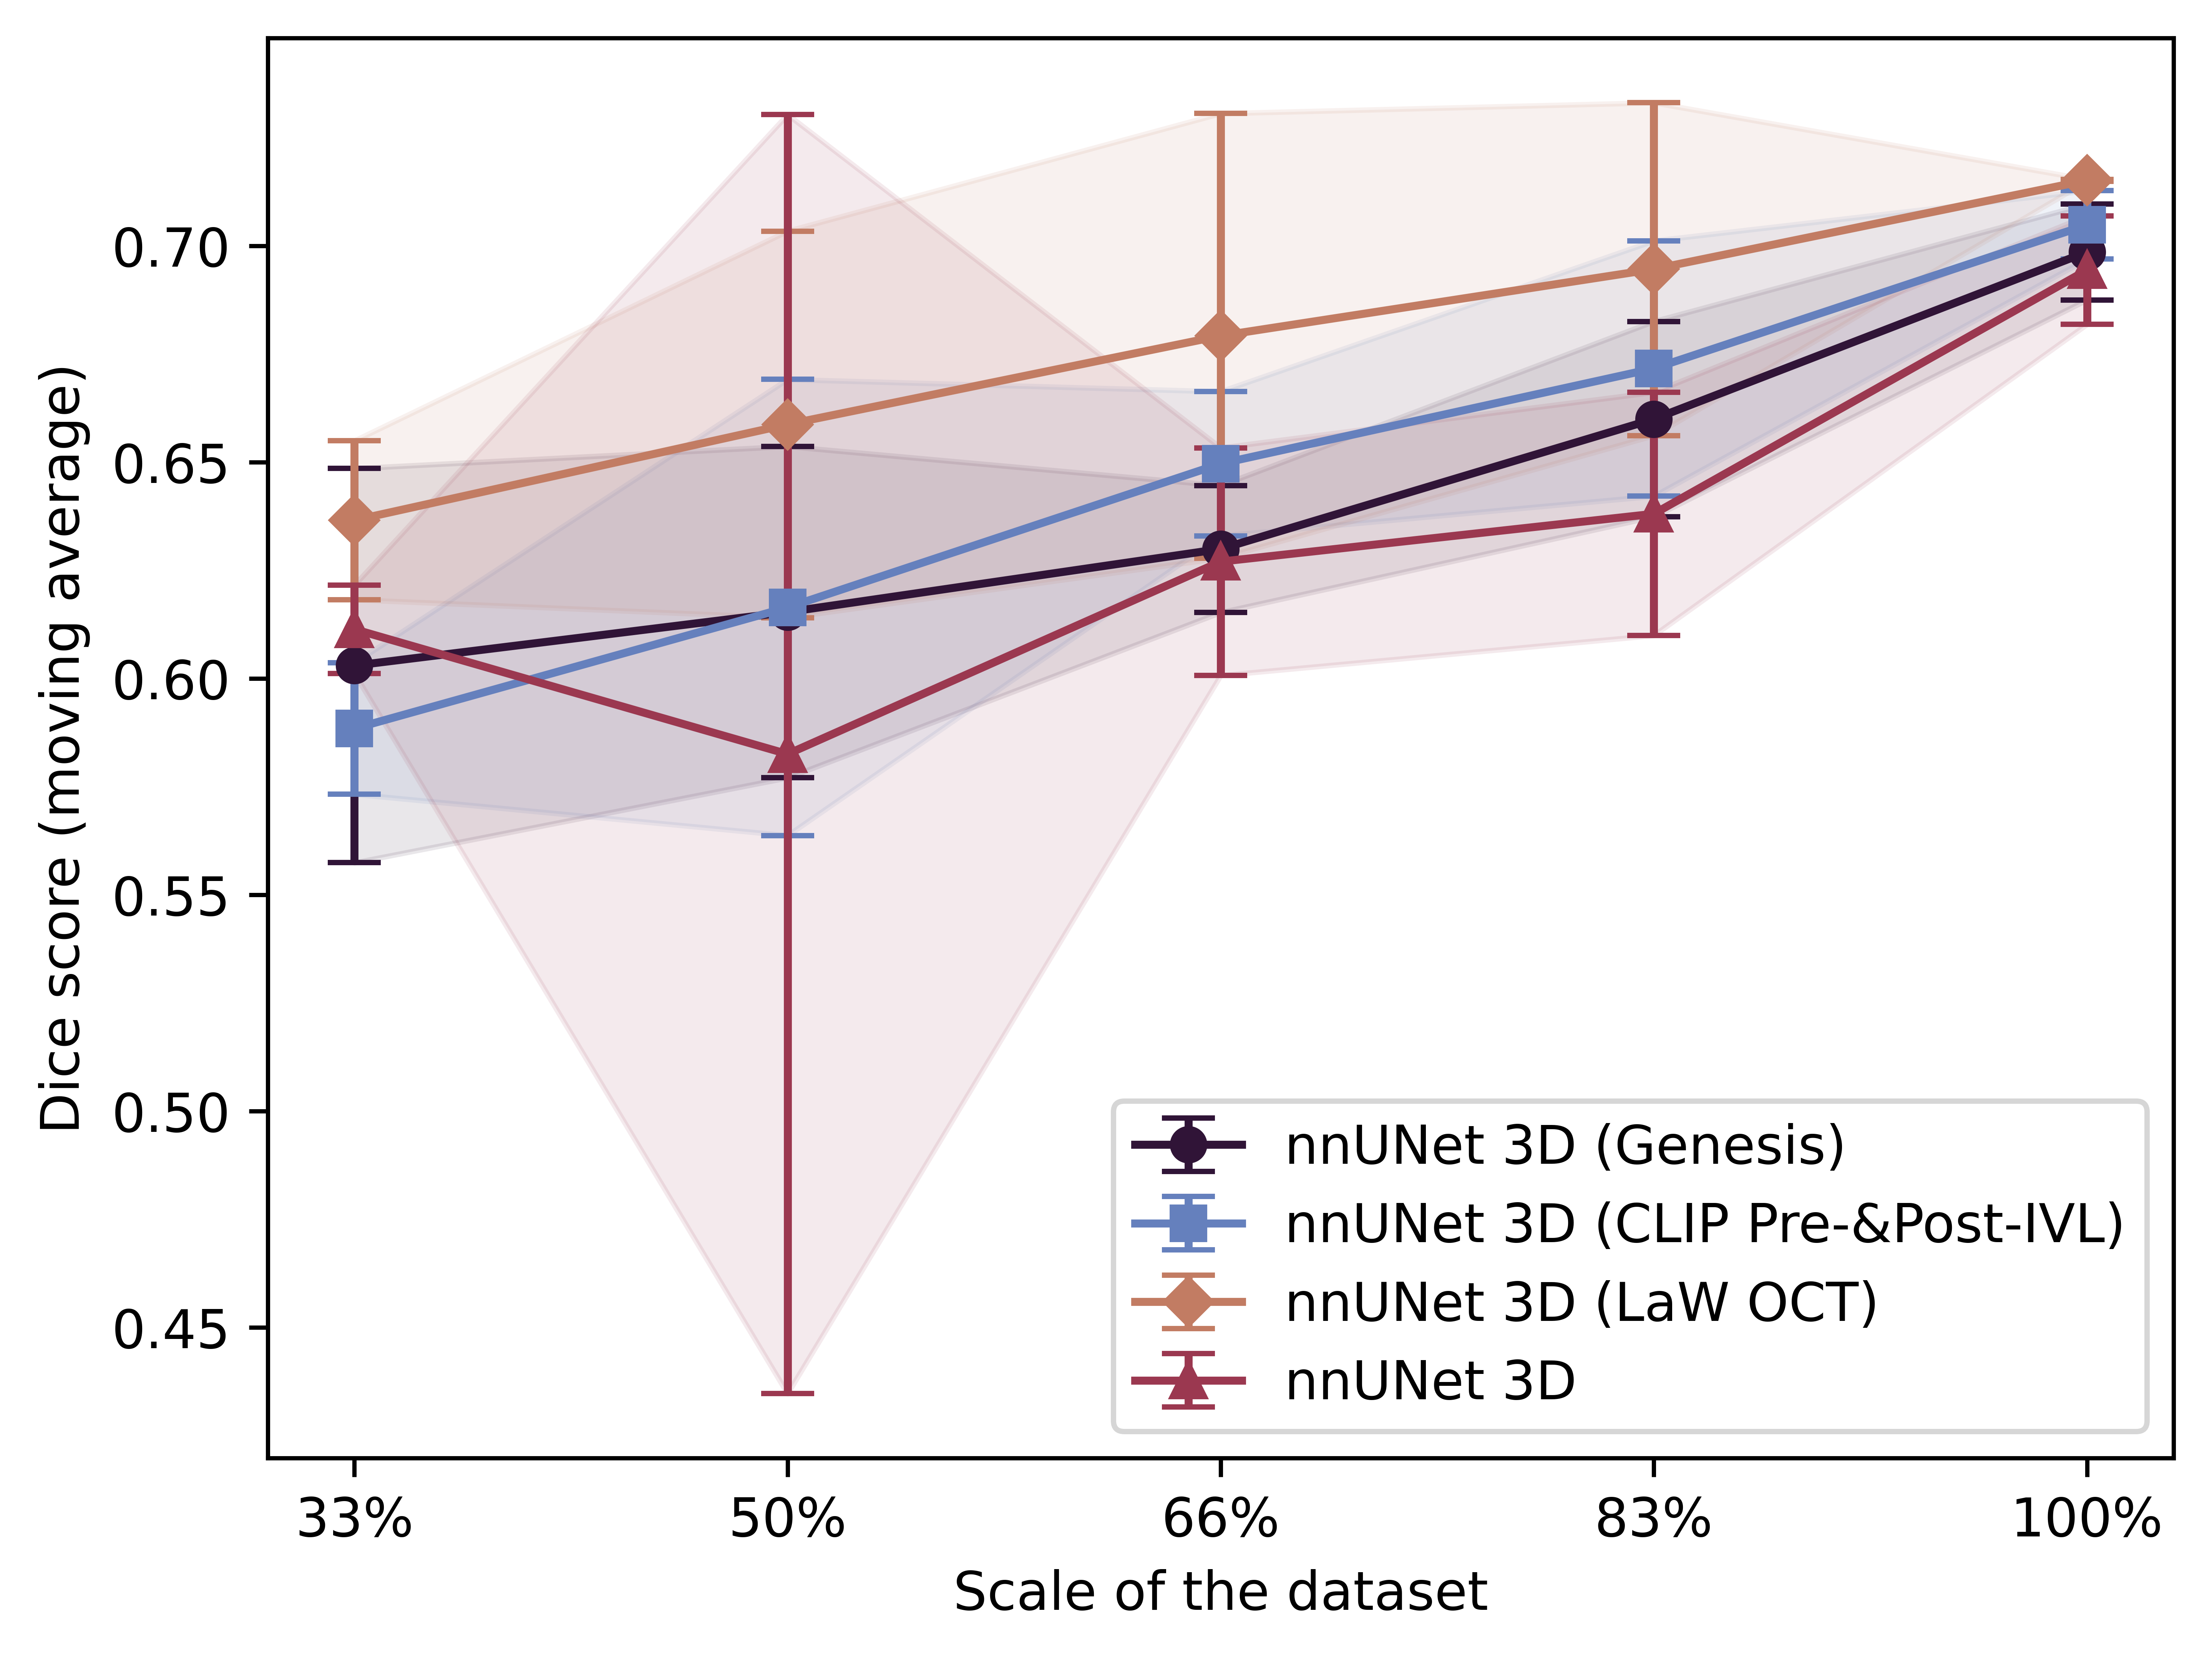 Dice score (moving average)
0.70
0.65
0.60
0.55
0.50
0.45
nnUNet 3D (Genesis)
nnUNet 3D (CLIP Pre-&Post-IVL)
nnUNet 3D (LaW OCT)
nnUNet 3D
33% 50% 66% 83% 100%
Scale of the dataset